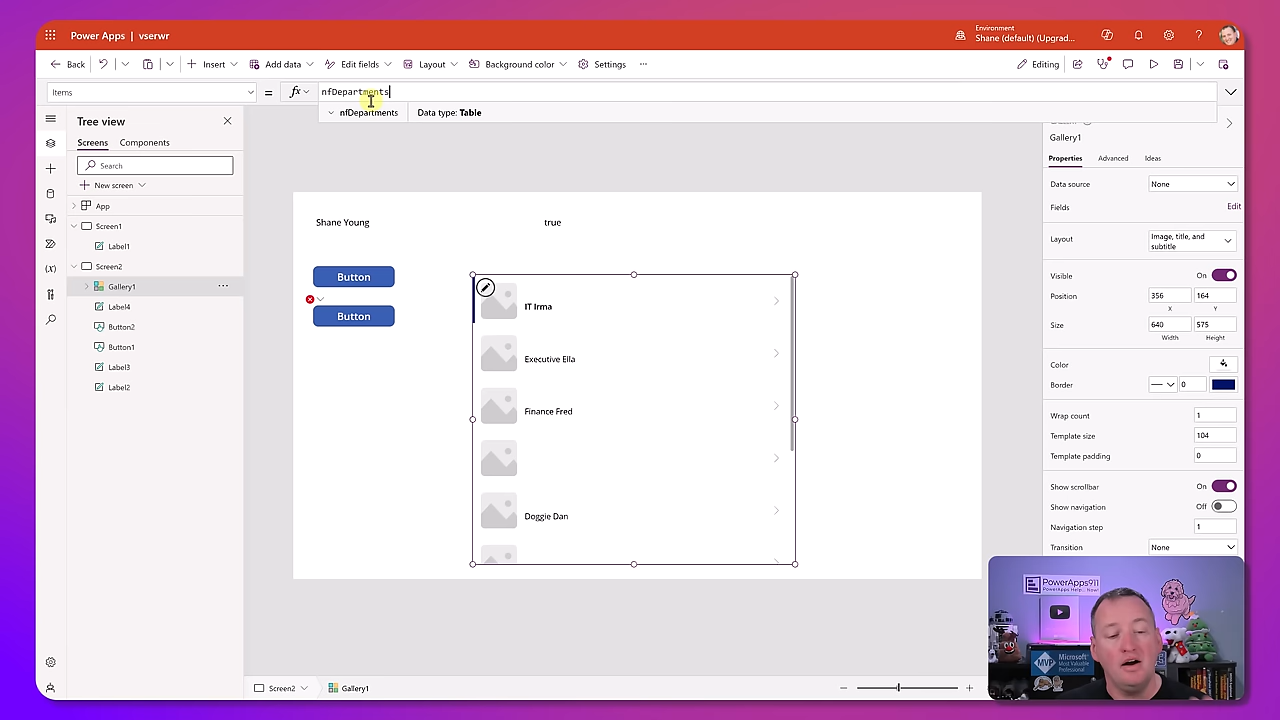 Power Apps | vserwr
Environment
Shane (default) (Upgrad...
Back
Insert
Add data
Edit fields
Layout
Background color
Settings
Editing
Items
=
fx
nfDepartments
nfDepartments
Data type: Table
Tree view
Screens
Components
Search
New screen
App
Screen1
Label1
Screen2
Gallery1
Label4
Button2
Button1
Label3
Label2
Shane Young
true
Button
Button
IT Irma
Executive Ella
Finance Fred
Doggie Dan
Gallery1
Properties
Advanced
Ideas
Data source
None
Fields
Edit
Layout
Image, title, and
subtitle
Visible
On
Position
356
164
X
Y
Size
640
575
Width
Height
Color
Border
0
Wrap count
1
Template size
104
Template padding
0
Show scrollbar
On
Show navigation
Off
Navigation step
1
Transition
None
Screen2
Gallery1
PowerApps911
PowerApps Help... Now!
Microsoft
Most Valuable
Professional
MVP